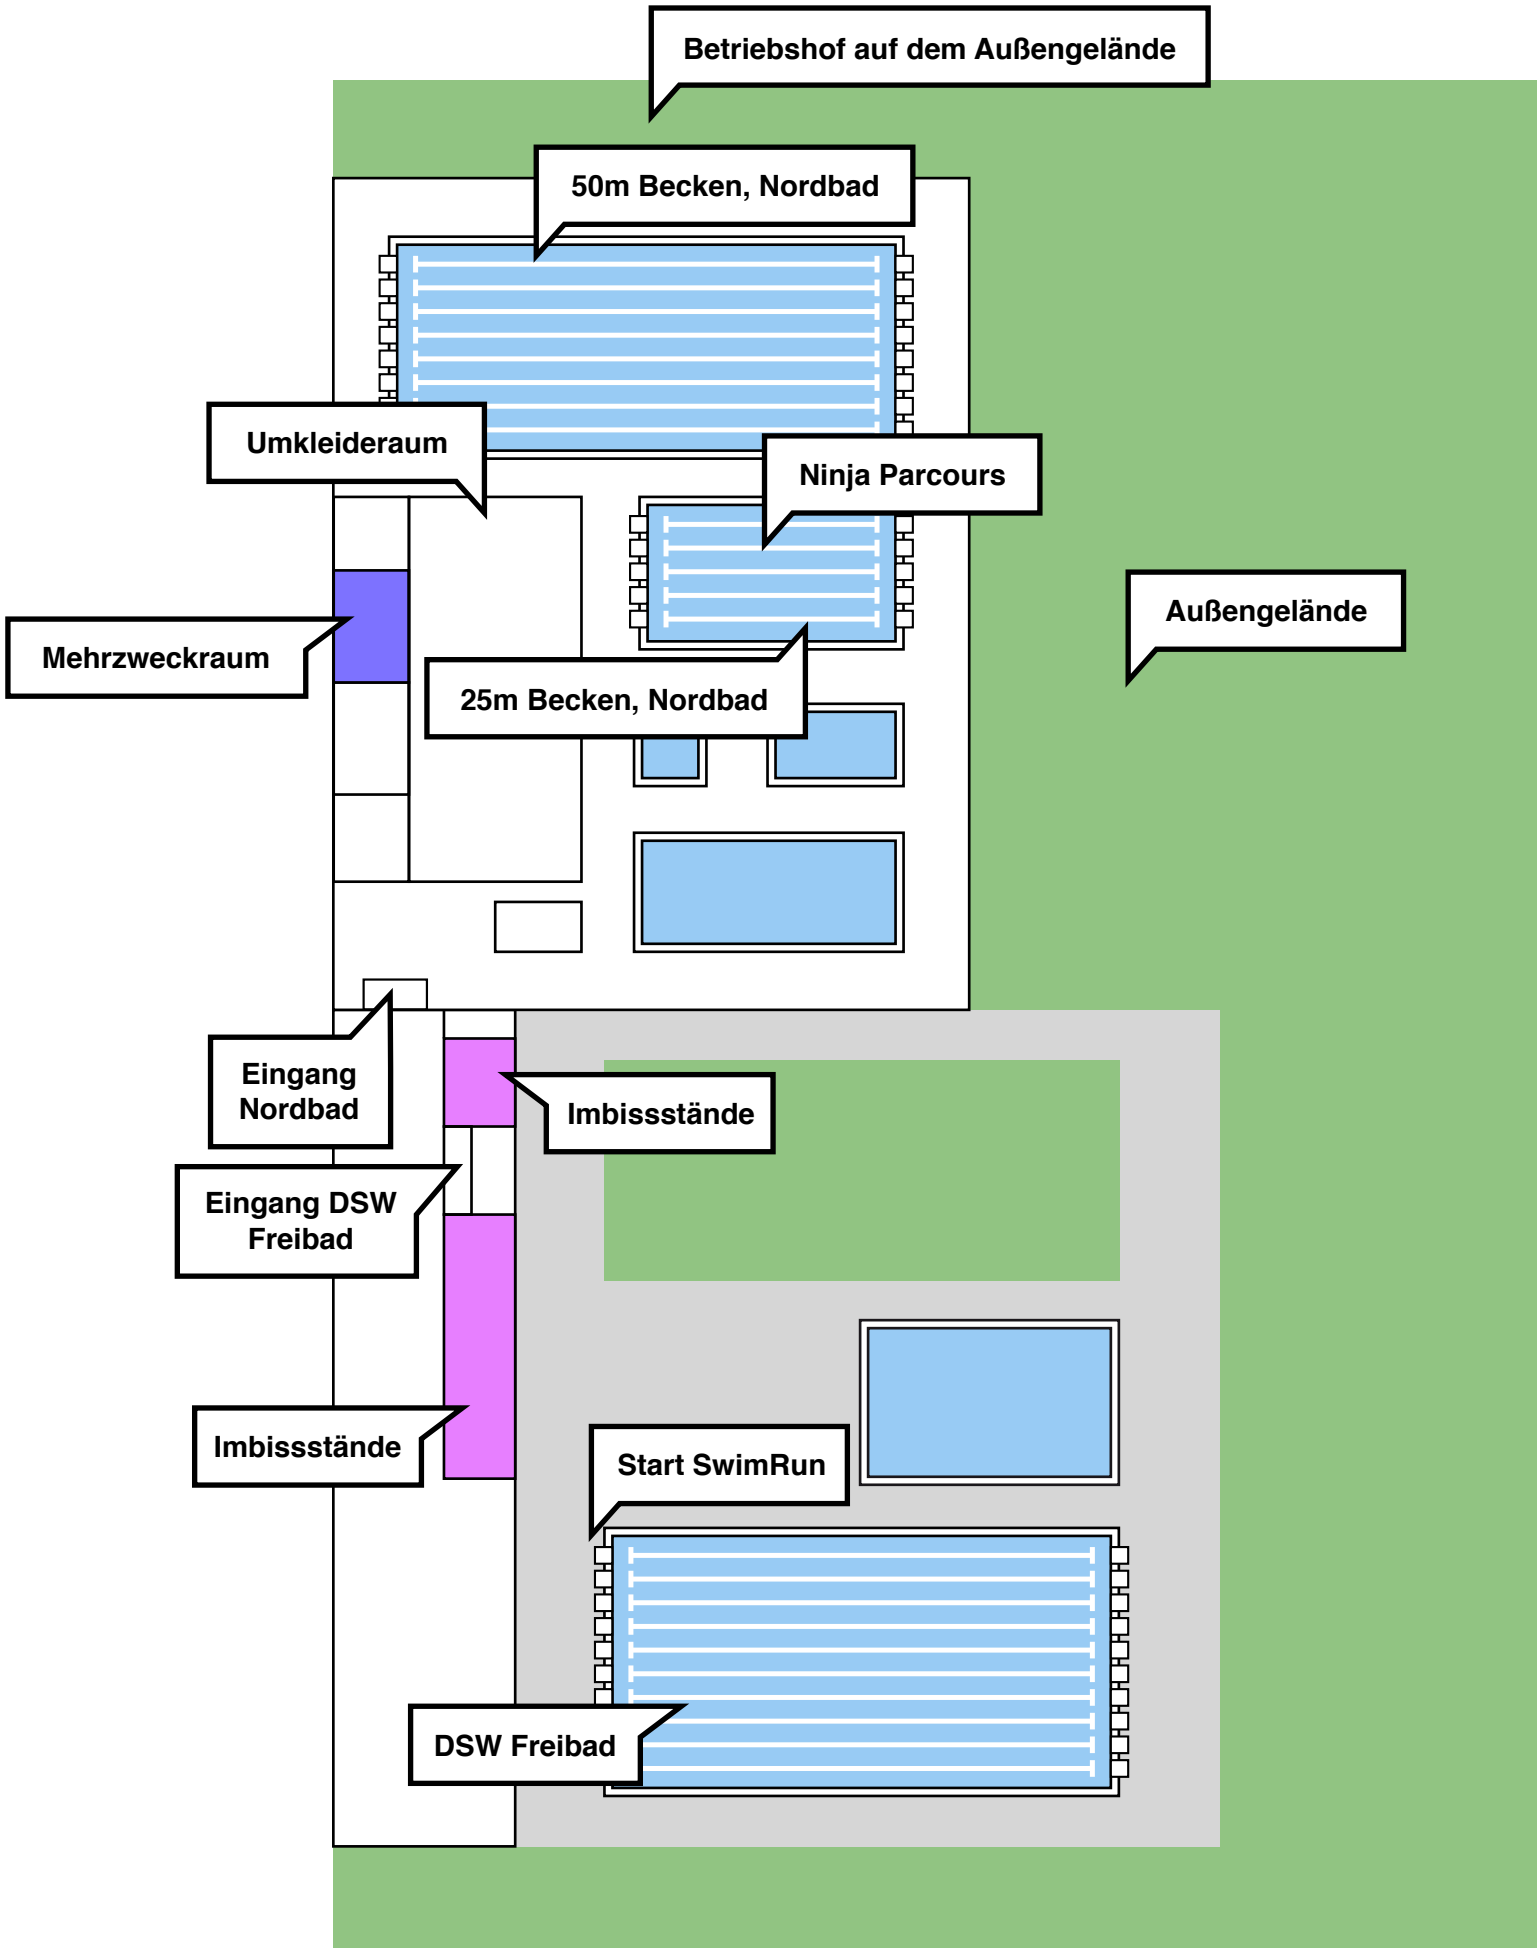 Betriebshof auf dem Außengelände
50m Becken, Nordbad
Umkleideraum
Ninja Parcours
Außengelände
Mehrzweckraum
25m Becken, Nordbad
Eingang
Nordbad
Imbissstände
Eingang DSW
Freibad
Imbissstände
Start SwimRun
DSW Freibad